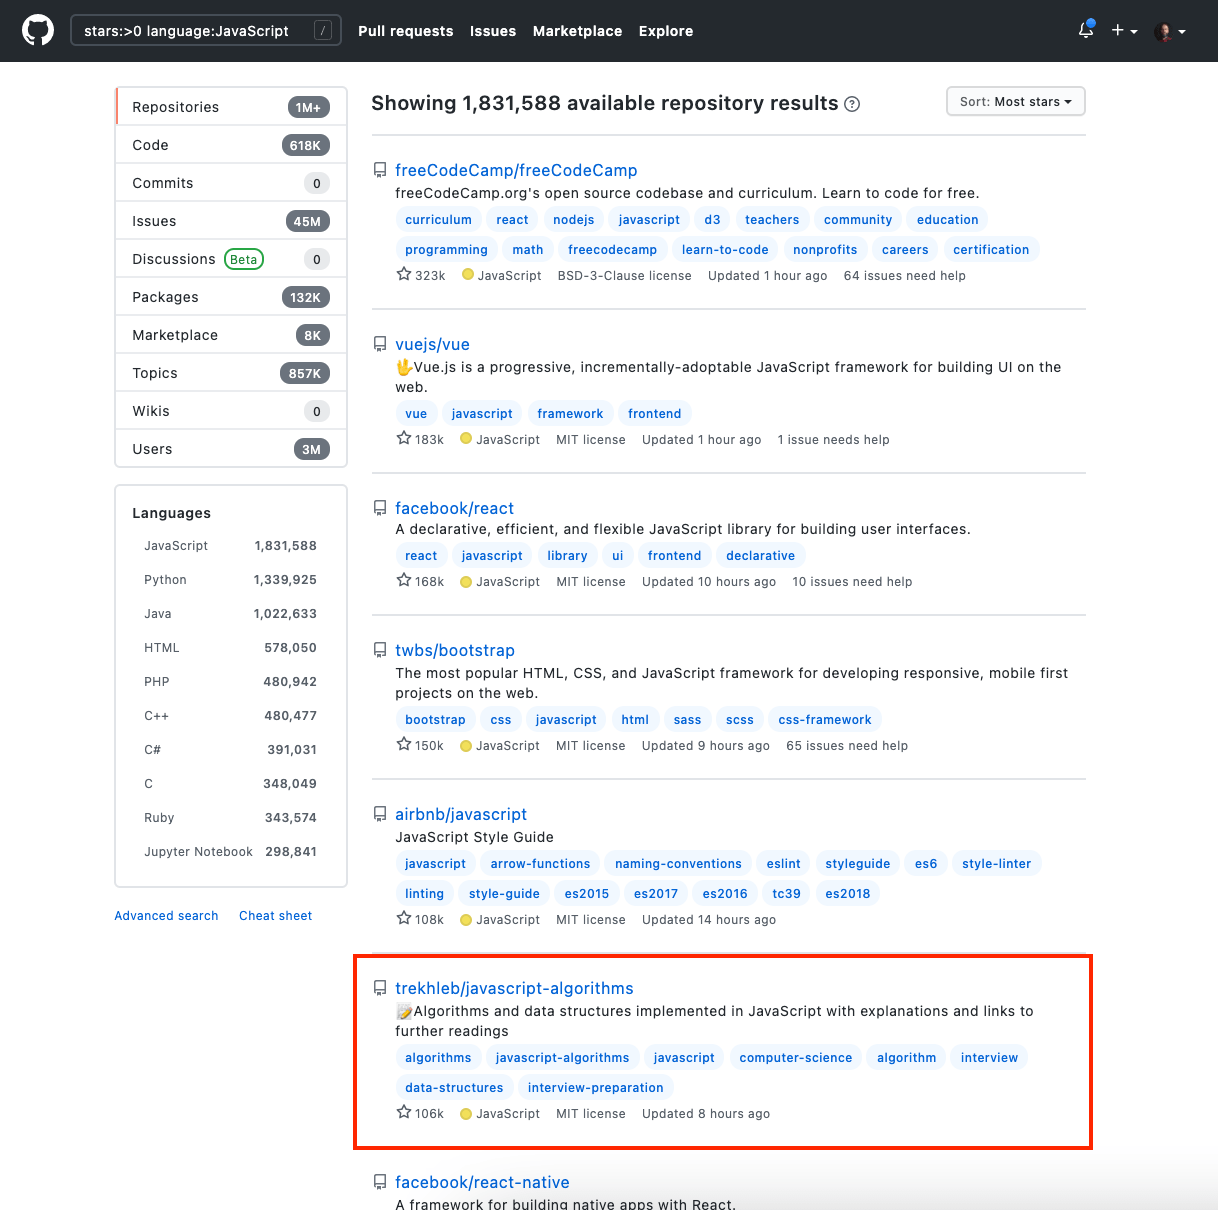 stars:>0 language:JavaScript /
Pull requests Issues Marketplace Explore
Repositories 1M+
Code 618K
Commits 0
Issues 45M
Discussions Beta 0
Packages 132K
Marketplace 8K
Topics 857K
Wikis 0
Users 3M
Languages
JavaScript 1,831,588
Python 1,339,925
Java 1,022,633
HTML 578,050
PHP 480,942
C++ 480,477
C# 391,031
C 348,049
Ruby 343,574
Jupyter Notebook 298,841
Advanced search Cheat sheet
Showing 1,831,588 available repository results ?
Sort: Most stars
freeCodeCamp/freeCodeCamp
freeCodeCamp.org's open source codebase and curriculum. Learn to code for free.
curriculum react nodejs javascript d3 teachers community education
programming math freecodecamp learn-to-code nonprofits careers certification
323k JavaScript BSD-3-Clause license Updated 1 hour ago 64 issues need help
vuejs/vue
🖖Vue.js is a progressive, incrementally-adoptable JavaScript framework for building UI on the
web.
vue javascript framework frontend
183k JavaScript MIT license Updated 1 hour ago 1 issue needs help
facebook/react
A declarative, efficient, and flexible JavaScript library for building user interfaces.
react javascript library ui frontend declarative
168k JavaScript MIT license Updated 10 hours ago 10 issues need help
twbs/bootstrap
The most popular HTML, CSS, and JavaScript framework for developing responsive, mobile first
projects on the web.
bootstrap css javascript html sass scss css-framework
150k JavaScript MIT license Updated 9 hours ago 65 issues need help
airbnb/javascript
JavaScript Style Guide
javascript arrow-functions naming-conventions eslint styleguide es6 style-linter
linting style-guide es2015 es2017 es2016 tc39 es2018
108k JavaScript MIT license Updated 14 hours ago
trekhleb/javascript-algorithms
📝Algorithms and data structures implemented in JavaScript with explanations and links to
further readings
algorithms javascript-algorithms javascript computer-science algorithm interview
data-structures interview-preparation
106k JavaScript MIT license Updated 8 hours ago
facebook/react-native
A framework for building native apps with React.